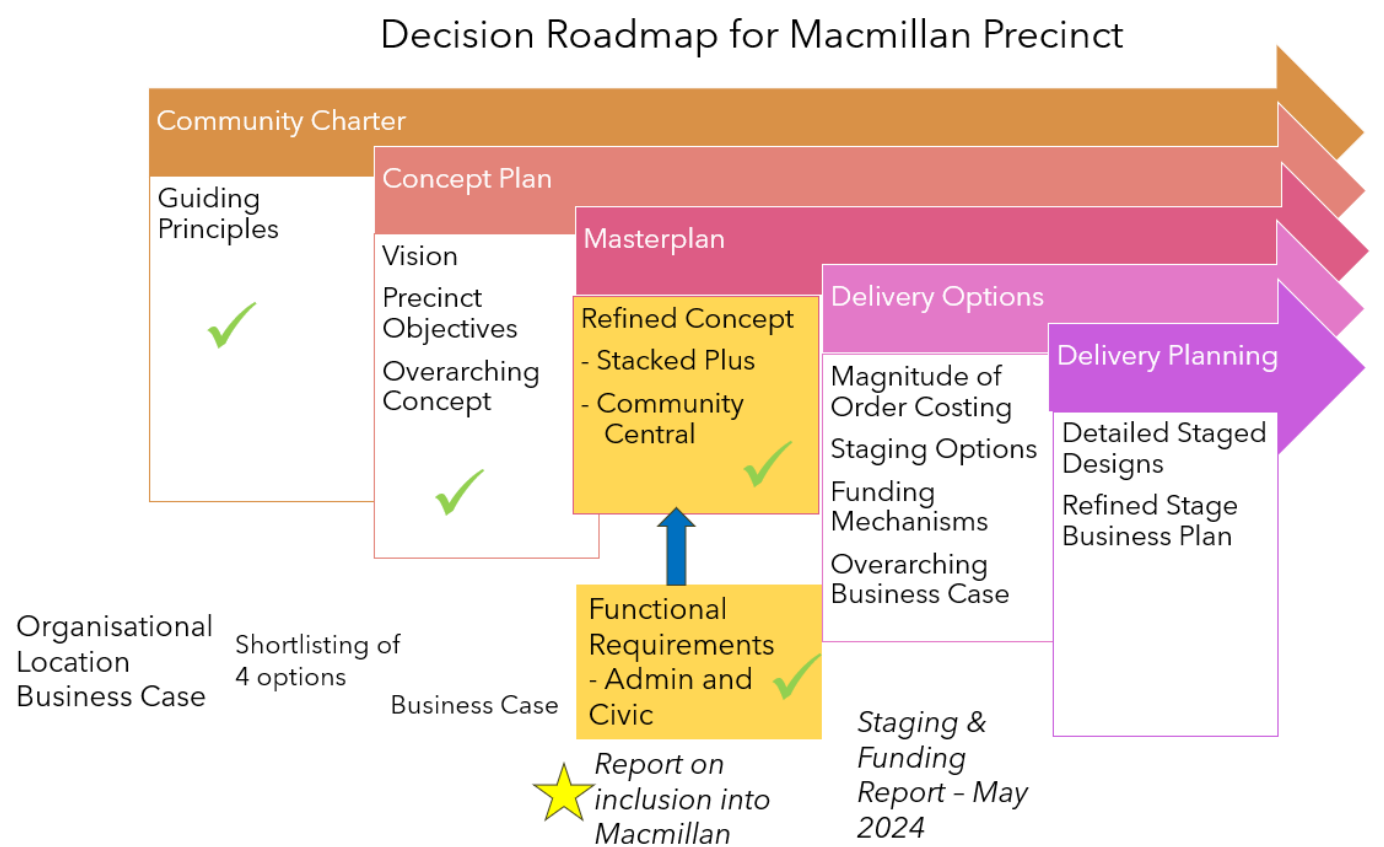 Decision Roadmap for Macmillan Precinct
Community Charter
Guiding
Principles
Concept Plan
Vision
Precinct
Objectives
Overarching
Concept
Masterplan
Refined Concept
- Stacked Plus
- Community
Central
Delivery Options
Magnitude of
Order Costing
Staging Options
Funding
Mechanisms
Overarching
Business Case
Delivery Planning
Detailed Staged
Designs
Refined Stage
Business Plan
Organisational
Location
Business Case
Shortlisting of
4 options
Business Case
Functional
Requirements
- Admin and
Civic
Report on
inclusion into
Macmillan
Staging &
Funding
Report – May
2024